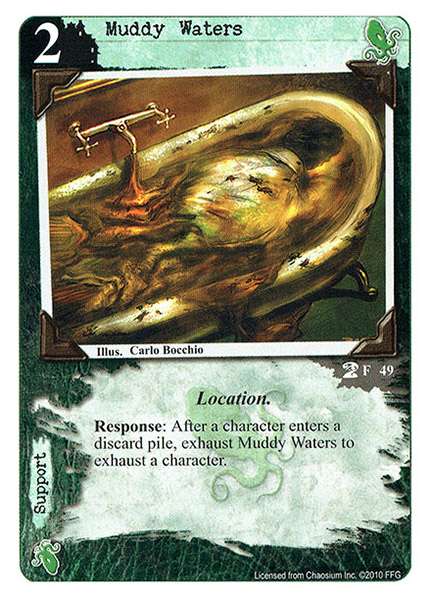 2
Muddy Waters
Illus. Carlo Bocchio
F 49
Location.
Response: After a character enters a
discard pile, exhaust Muddy Waters to
exhaust a character.
Support
Licensed from Chaosium Inc. ©2010 FFG